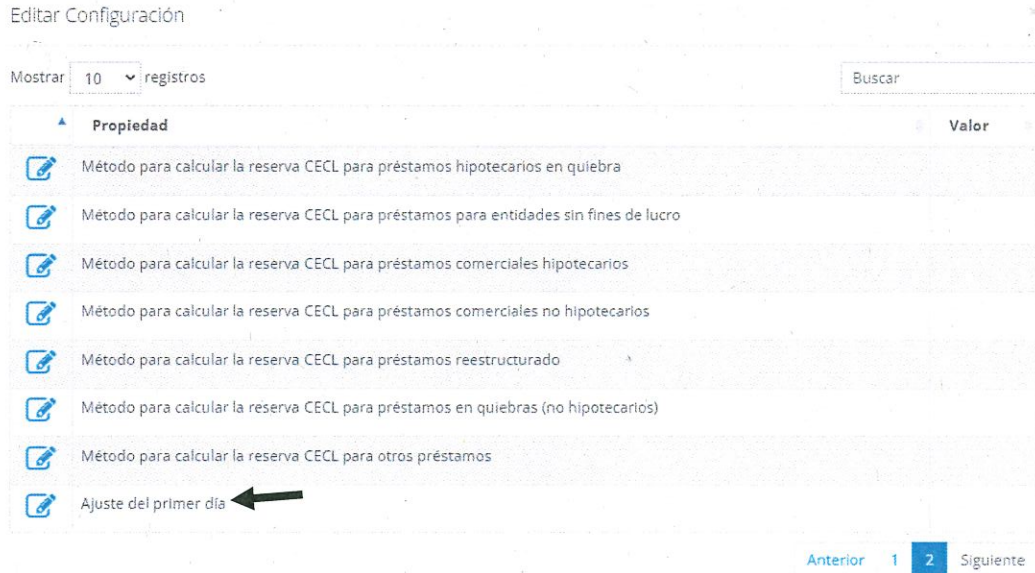 Editar Configuración
Mostrar 10 registros Buscar
Propiedad Valor
Método para calcular la reserva CECL para préstamos hipotecarios en quiebra
Método para calcular la reserva CECL para préstamos para entidades sin fines de lucro
Método para calcular la reserva CECL para préstamos comerciales hipotecarios
Método para calcular la reserva CECL para préstamos comerciales no hipotecarios
Método para calcular la reserva CECL para préstamos reestructurado
Método para calcular la reserva CECL para préstamos en quiebras (no hipotecarios)
Método para calcular la reserva CECL para otros préstamos
Ajuste del primer día
Anterior 1 2 Siguiente